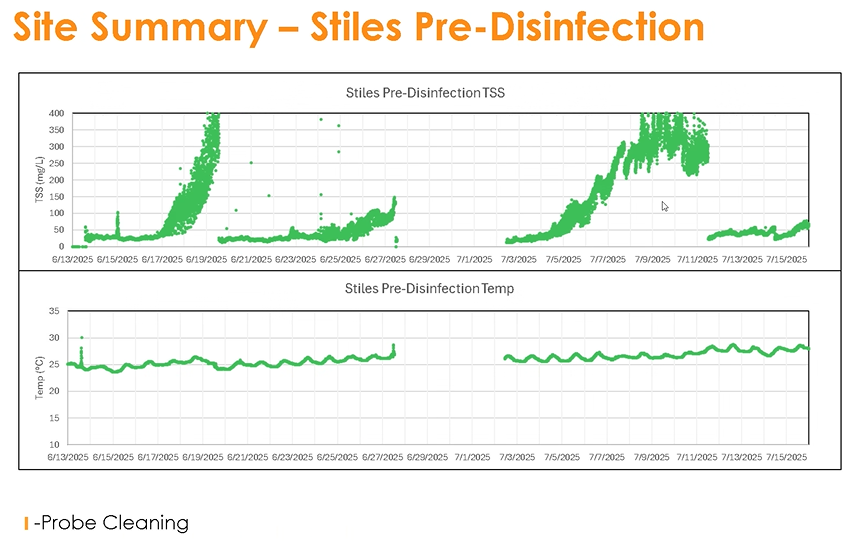 Site Summary – Stiles Pre-Disinfection
Stiles Pre-Disinfection TSS
TSS (mg/L)
400
350
300
250
200
150
100
50
0
6/13/2025 6/15/2025 6/17/2025 6/19/2025 6/21/2025 6/23/2025 6/25/2025 6/27/2025 6/29/2025 7/1/2025 7/3/2025 7/5/2025 7/7/2025 7/9/2025 7/11/2025 7/13/2025 7/15/2025
Stiles Pre-Disinfection Temp
Temp (°C)
35
30
25
20
15
10
6/13/2025 6/15/2025 6/17/2025 6/19/2025 6/21/2025 6/23/2025 6/25/2025 6/27/2025 6/29/2025 7/1/2025 7/3/2025 7/5/2025 7/7/2025 7/9/2025 7/11/2025 7/13/2025 7/15/2025
-Probe Cleaning